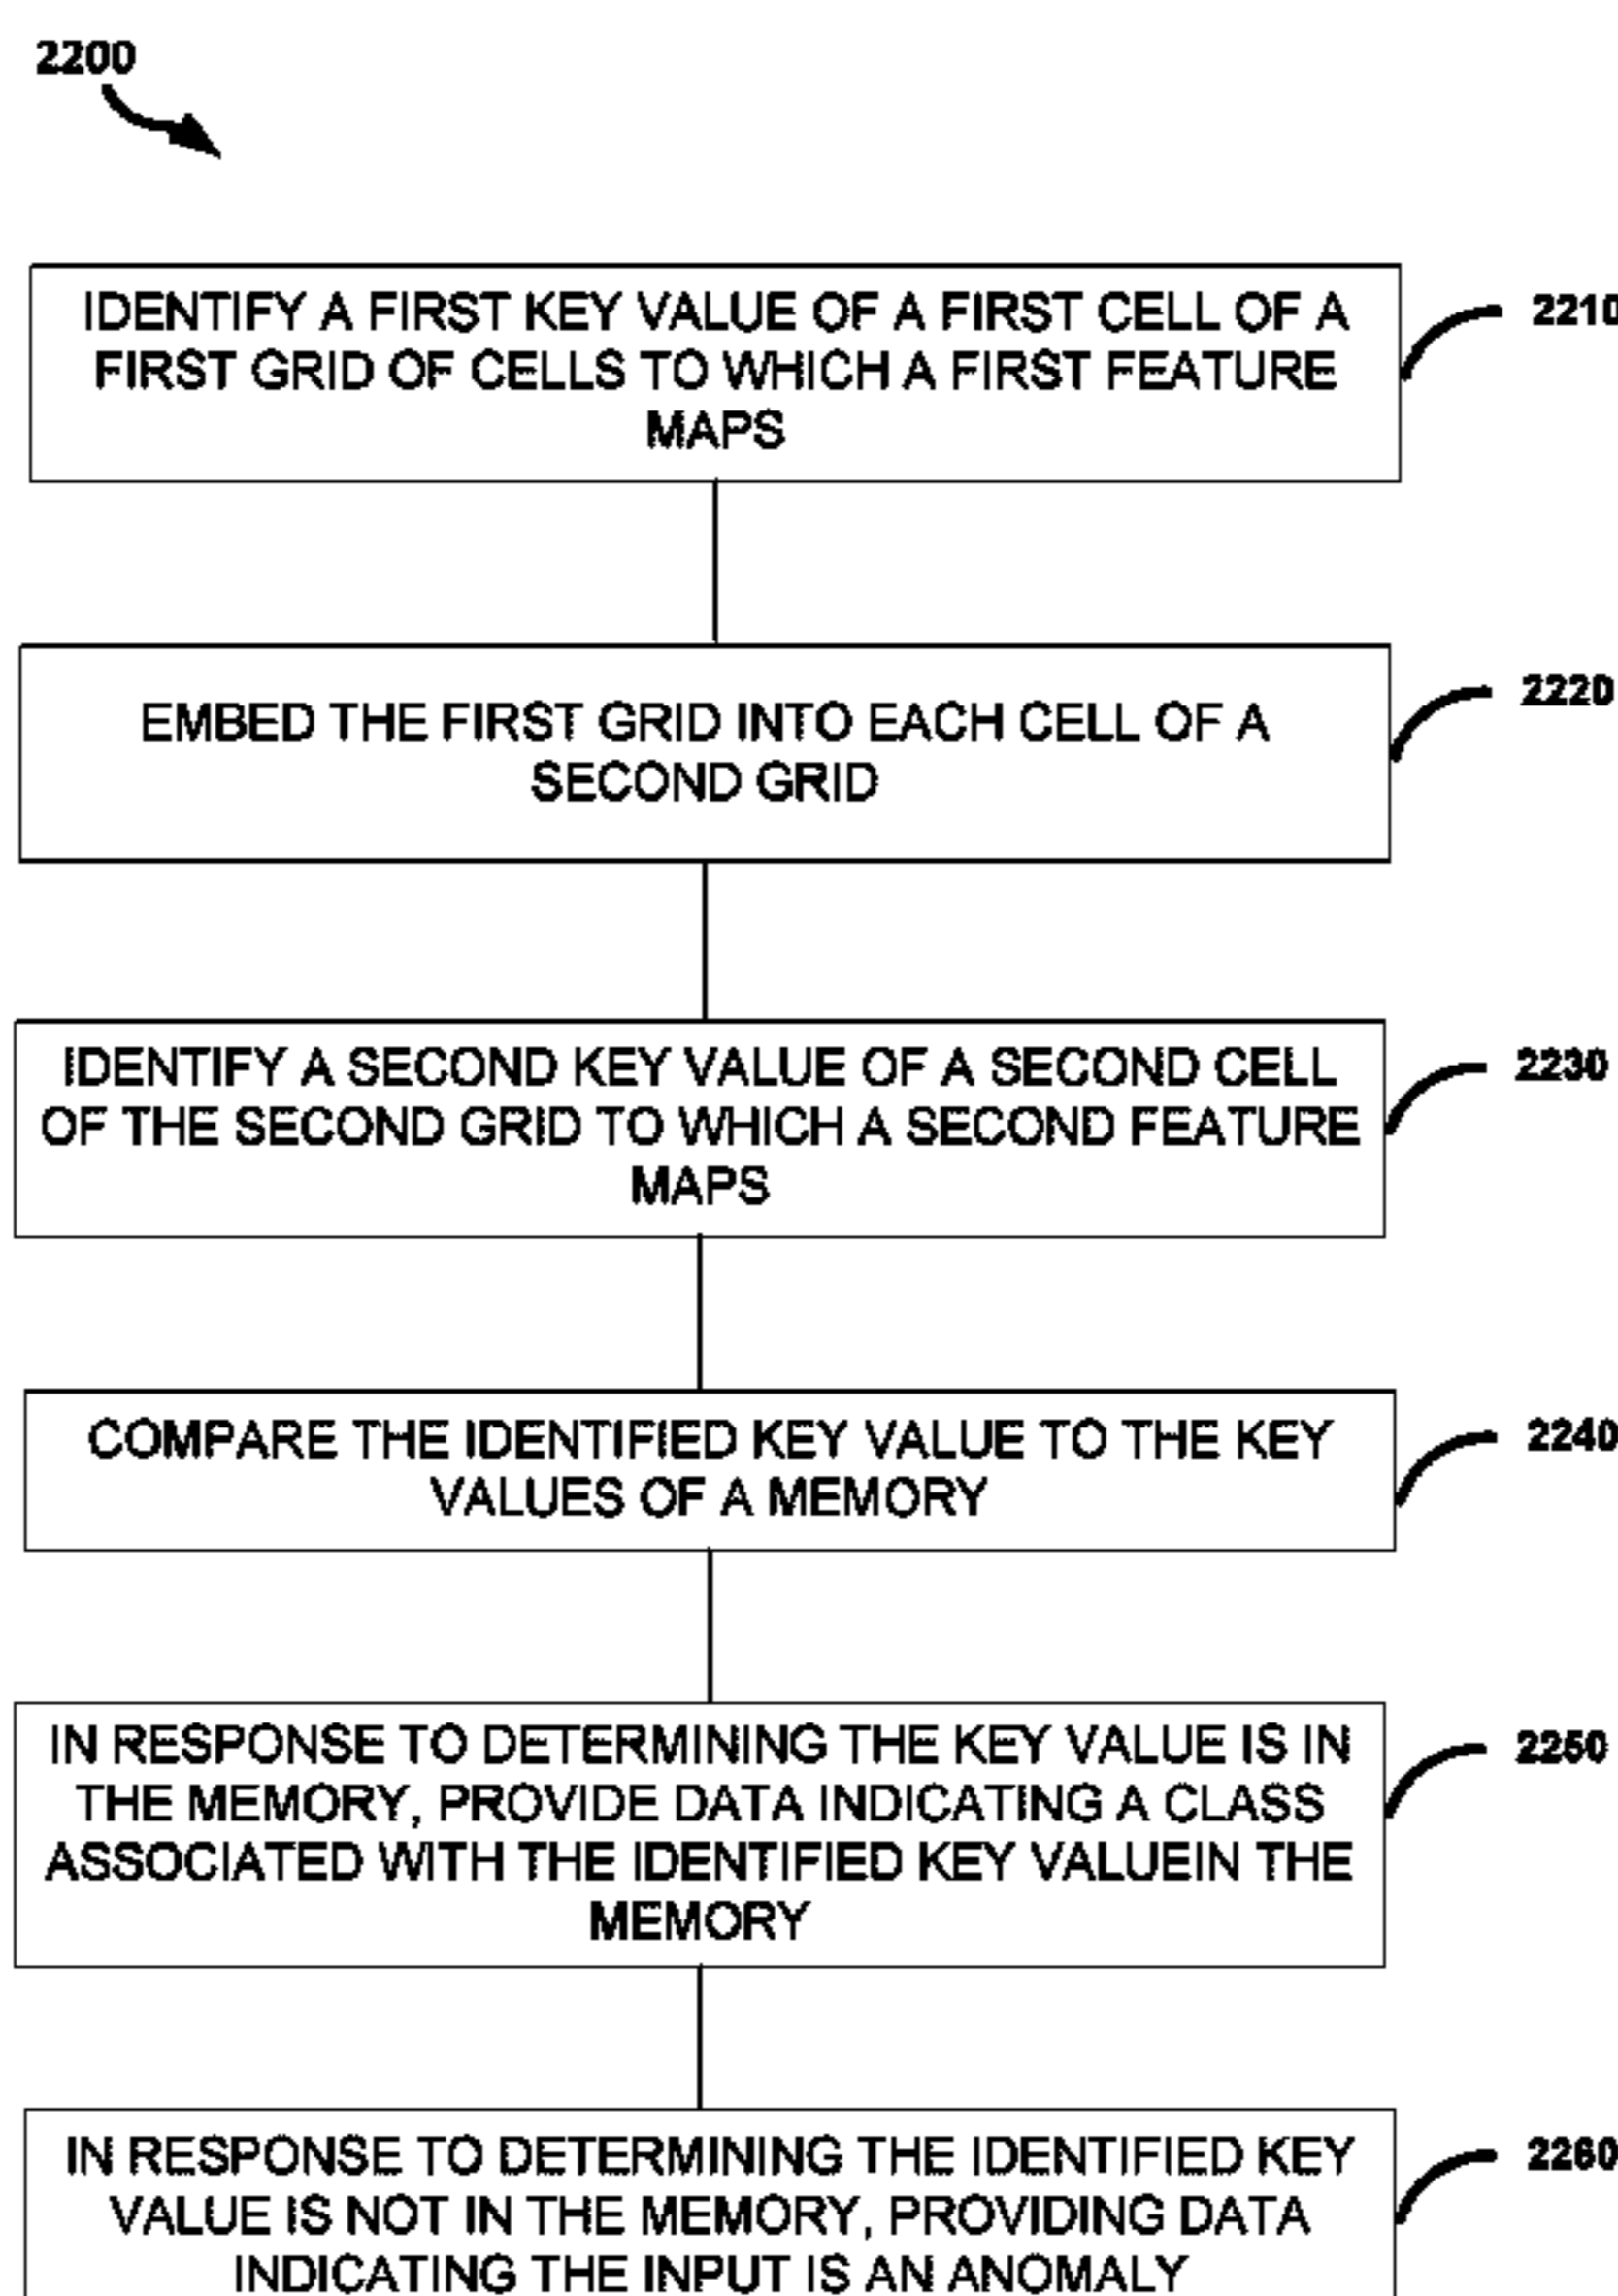 2200
IDENTIFY A FIRST KEY VALUE OF A FIRST CELL OF A
FIRST GRID OF CELLS TO WHICH A FIRST FEATURE
MAPS
2210
EMBED THE FIRST GRID INTO EACH CELL OF A
SECOND GRID
2220
IDENTIFY A SECOND KEY VALUE OF A SECOND CELL
OF THE SECOND GRID TO WHICH A SECOND FEATURE
MAPS
2230
COMPARE THE IDENTIFIED KEY VALUE TO THE KEY
VALUES OF A MEMORY
2240
IN RESPONSE TO DETERMINING THE KEY VALUE IS IN
THE MEMORY, PROVIDE DATA INDICATING A CLASS
ASSOCIATED WITH THE IDENTIFIED KEY VALUEIN THE
MEMORY
2250
IN RESPONSE TO DETERMINING THE IDENTIFIED KEY
VALUE IS NOT IN THE MEMORY, PROVIDING DATA
INDICATING THE INPUT IS AN ANOMALY
2260